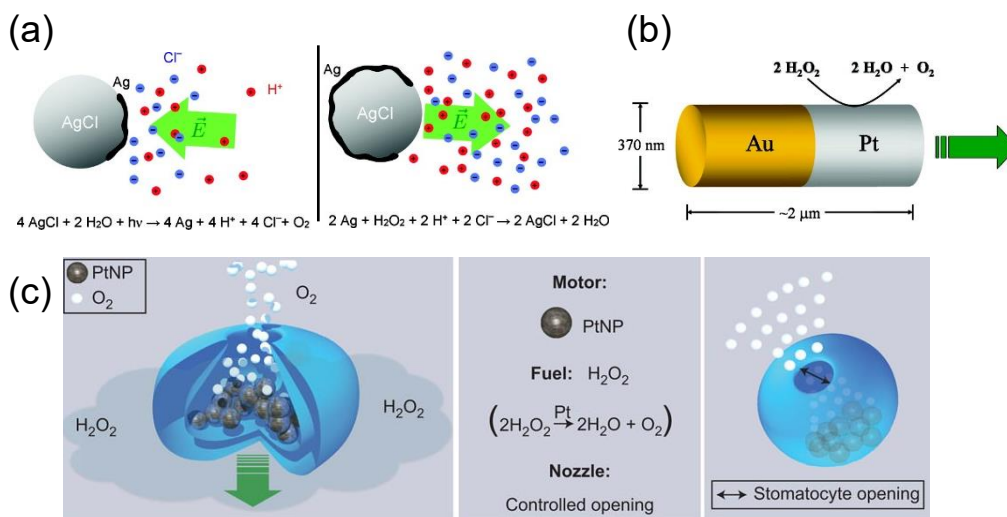 (a)
Cl⁻
Ag
H⁺
AgCl
E⃗
4 AgCl + 2 H₂O + hν → 4 Ag + 4 H⁺ + 4 Cl⁻ + O₂
Ag
AgCl
E⃗
2 Ag + H₂O₂ + 2 H⁺ + 2 Cl⁻ → 2 AgCl + 2 H₂O
(b)
2 H₂O₂ 2 H₂O + O₂
370 nm
Au
Pt
~2 μm
(c)
PtNP
O₂
O₂
H₂O₂
H₂O₂
Motor:
PtNP
Fuel: H₂O₂
(2H₂O₂ Pt→ 2H₂O + O₂)
Nozzle:
Controlled opening
↔ Stomatocyte opening